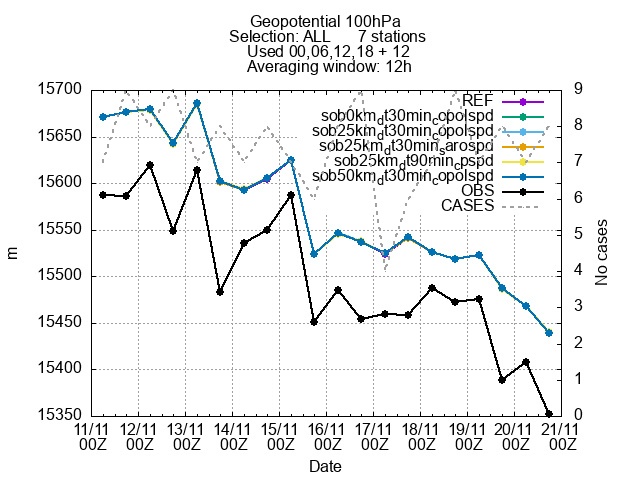 Geopotential 100hPa
Selection: ALL 7 stations
Used 00,06,12,18 + 12
Averaging window: 12h
15700
15650
15600
15550
15500
15450
15400
15350
m
9
8
7
6
5
4
3
2
1
0
No cases
REF
sob0km_dt30min_copolspd
sob25km_dt30min_copolspd
sob25km_dt30min_sarospd
sob25km_dt90min_cpspd
sob50km_dt30min_copolspd
OBS
CASES
11/11 12/11 13/11 14/11 15/11 16/11 17/11 18/11 19/11 20/11 21/11
00Z 00Z 00Z 00Z 00Z 00Z 00Z 00Z 00Z 00Z 00Z
Date